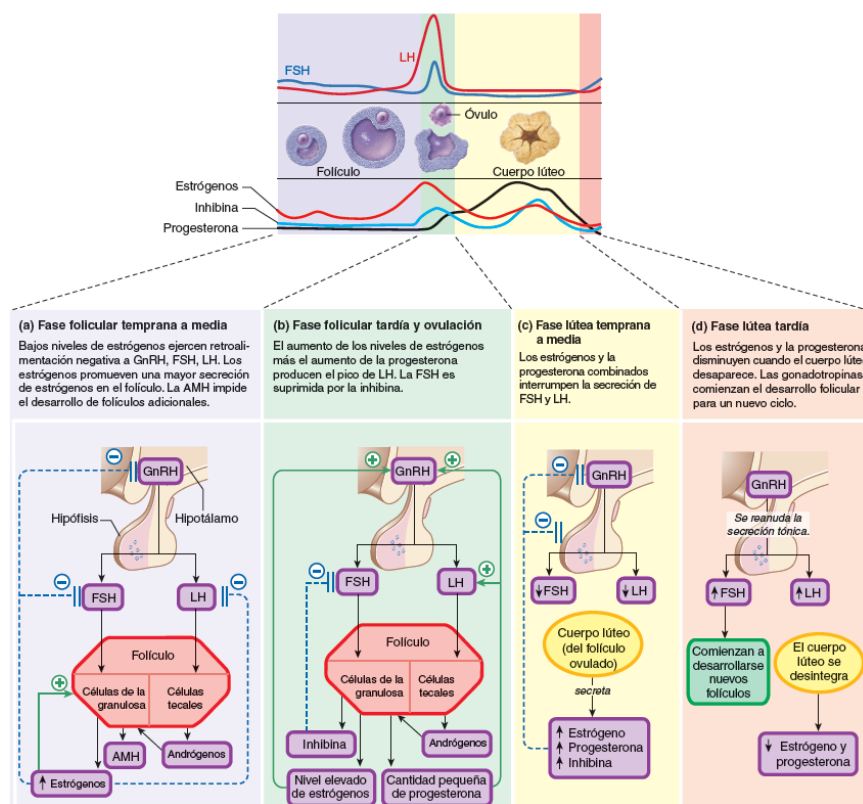 LH
FSH
Óvulo
Folículo
Cuerpo lúteo
Estrógenos
Inhibina
Progesterona
(a) Fase folicular temprana a media
Bajos niveles de estrógenos ejercen retroali-
mentación negativa a GnRH, FSH, LH. Los
estrógenos promueven una mayor secreción
de estrógenos en el folículo. La AMH impide
el desarrollo de folículos adicionales.
GnRH
Hipófisis
Hipotálamo
FSH
LH
Folículo
Células de la
granulosa
Células
tecales
AMH
Andrógenos
Estrógenos
(b) Fase folicular tardía y ovulación
El aumento de los niveles de estrógenos
más el aumento de la progesterona
producen el pico de LH. La FSH es
suprimida por la inhibina.
GnRH
FSH
LH
Folículo
Células de la
granulosa
Células
tecales
Inhibina
Andrógenos
Nivel elevado
de estrógenos
Cantidad pequeña
de progesterona
(c) Fase lútea temprana
a media
Los estrógenos y la
progesterona combinados
interrumpen la secreción de
FSH y LH.
GnRH
FSH
LH
Cuerpo lúteo
(del folículo
ovulado)
secreta
Estrógeno
Progesterona
Inhibina
(d) Fase lútea tardía
Los estrógenos y la progesterona
disminuyen cuando el cuerpo lúte
desaparece. Las gonadotropinas
comienzan el desarrollo folicular
para un nuevo ciclo.
GnRH
Se reanuda la
secreción tónica.
FSH
LH
Comienzan a
desarrollarse
nuevos
folículos
El cuerpo
lúteo se
desintegra
Estrógeno y
progesterona